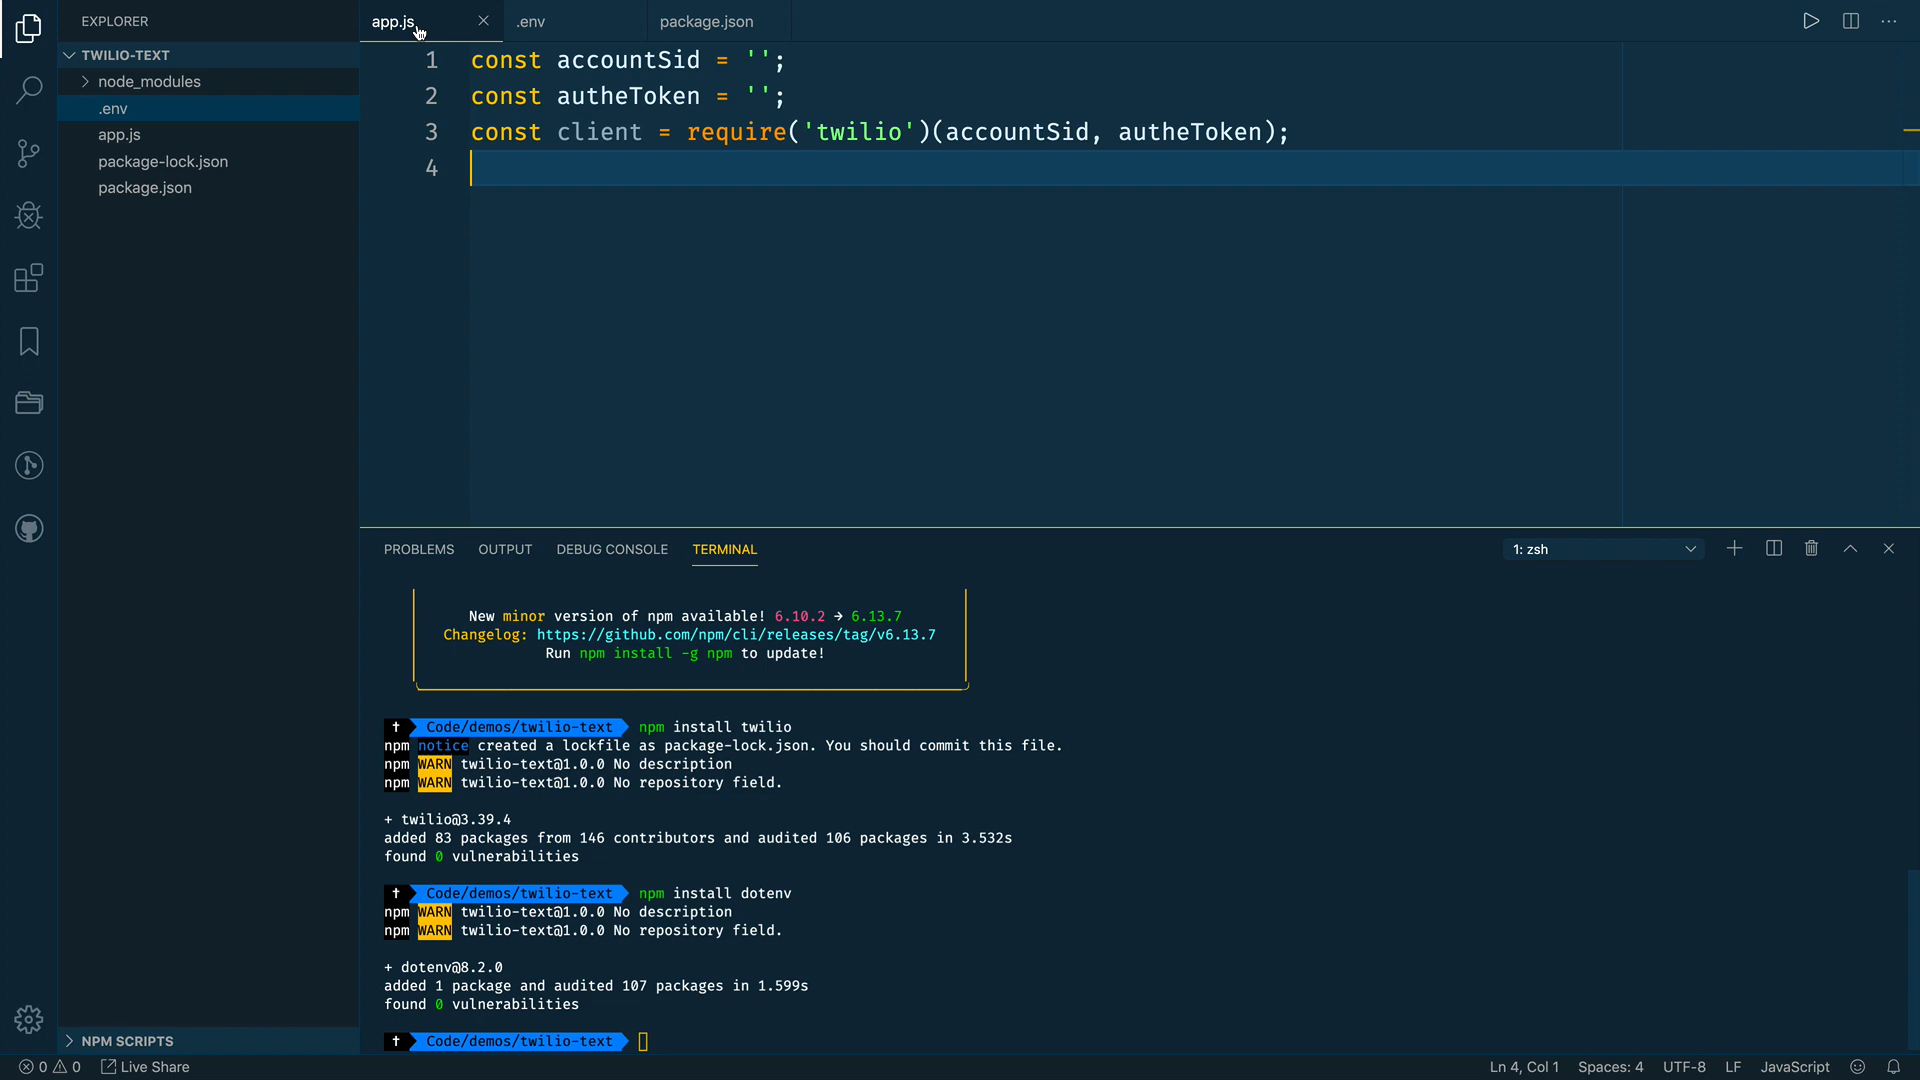 EXPLORER
TWILIO-TEXT
node_modules
.env
app.js
package-lock.json
package.json
NPM SCRIPTS
app.js
.env
package.json
1 const accountSid = '';
2 const autheToken = '';
3 const client = require('twilio')(accountSid, autheToken);
4
PROBLEMS OUTPUT DEBUG CONSOLE TERMINAL
1: zsh
New minor version of npm available! 6.10.2 → 6.13.7
Changelog: https://github.com/npm/cli/releases/tag/v6.13.7
Run npm install -g npm to update!
† Code/demos/twilio-text npm install twilio
npm notice created a lockfile as package-lock.json. You should commit this file.
npm WARN twilio-text@1.0.0 No description
npm WARN twilio-text@1.0.0 No repository field.
+ twilio@3.39.4
added 83 packages from 146 contributors and audited 106 packages in 3.532s
found 0 vulnerabilities
† Code/demos/twilio-text npm install dotenv
npm WARN twilio-text@1.0.0 No description
npm WARN twilio-text@1.0.0 No repository field.
+ dotenv@8.2.0
added 1 package and audited 107 packages in 1.599s
found 0 vulnerabilities
† Code/demos/twilio-text
0 0 Live Share
Ln 4, Col 1 Spaces: 4 UTF-8 LF JavaScript